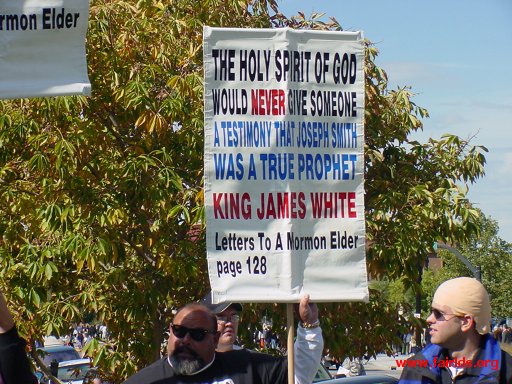 rmon Elder
THE HOLY SPIRIT OF GOD
WOULD NEVER GIVE SOMEONE
A TESTIMONY THAT JOSEPH SMITH
WAS A TRUE PROPHET
KING JAMES WHITE
Letters To A Mormon Elder
page 128
www.fairlds.org